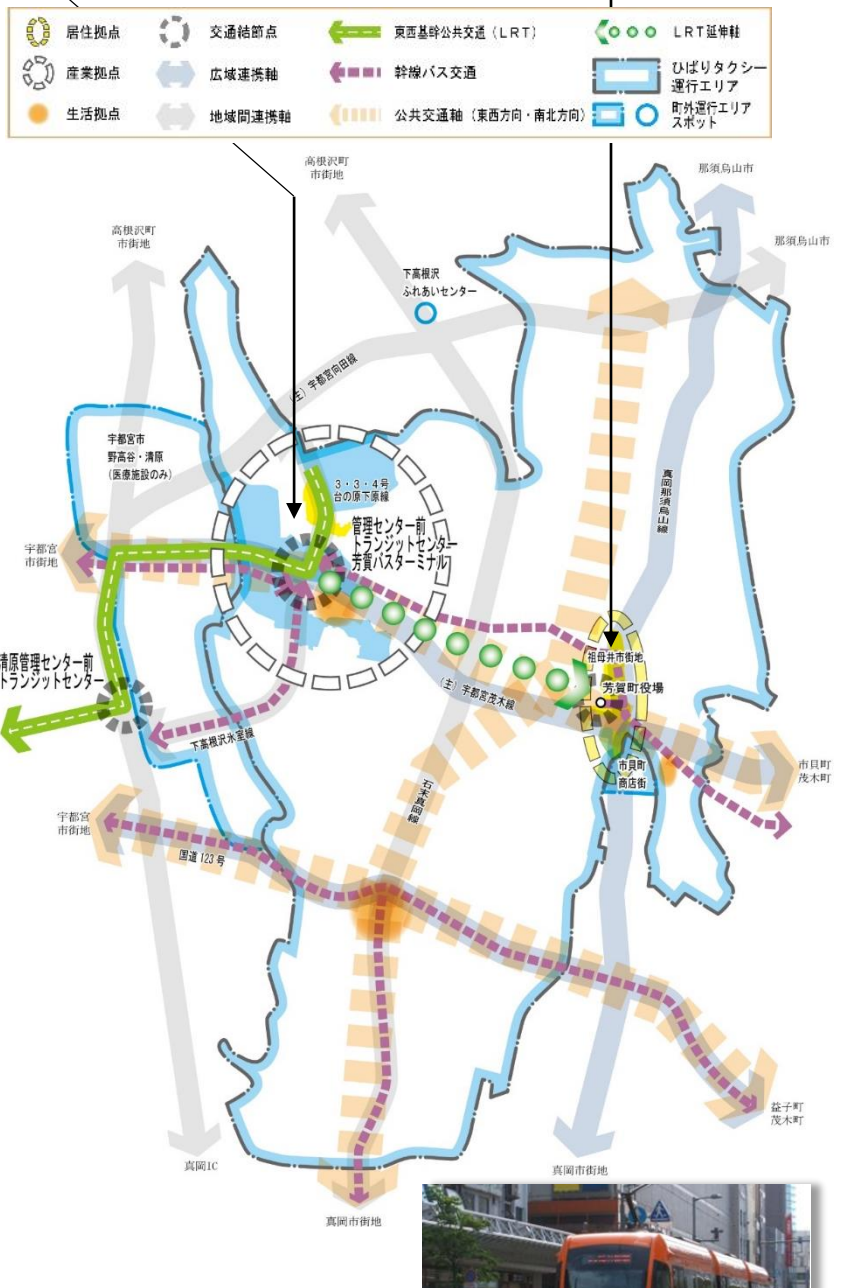 居住拠点
交通結節点
東西基幹公共交通（LRT）
LRT延伸軸
産業拠点
広域連携軸
幹線バス交通
ひばりタクシー
運行エリア
生活拠点
地域間連携軸
公共交通軸（東西方向・南北方向）
町外運行エリア
スポット
高根沢町
市街地
那須烏山市
高根沢町
市街地
那須烏山市
下高根沢
ふれあいセンター
（主）宇都宮向田線
宇都宮市
野高谷・清原
（医療施設のみ）
3・3・4号
台の原下原線
真岡那須烏山線
管理センター前
トランジットセンター
芳賀バスターミナル
宇都宮
市街地
祖母井市街地
清原管理センター前
トランジットセンター
芳賀町役場
（主）宇都宮茂木線
下高根沢氷室線
市貝町
商店街
市貝町
茂木町
石末真岡線
宇都宮
市街地
国道123号
益子町
茂木町
真岡IC
真岡市街地
真岡市街地